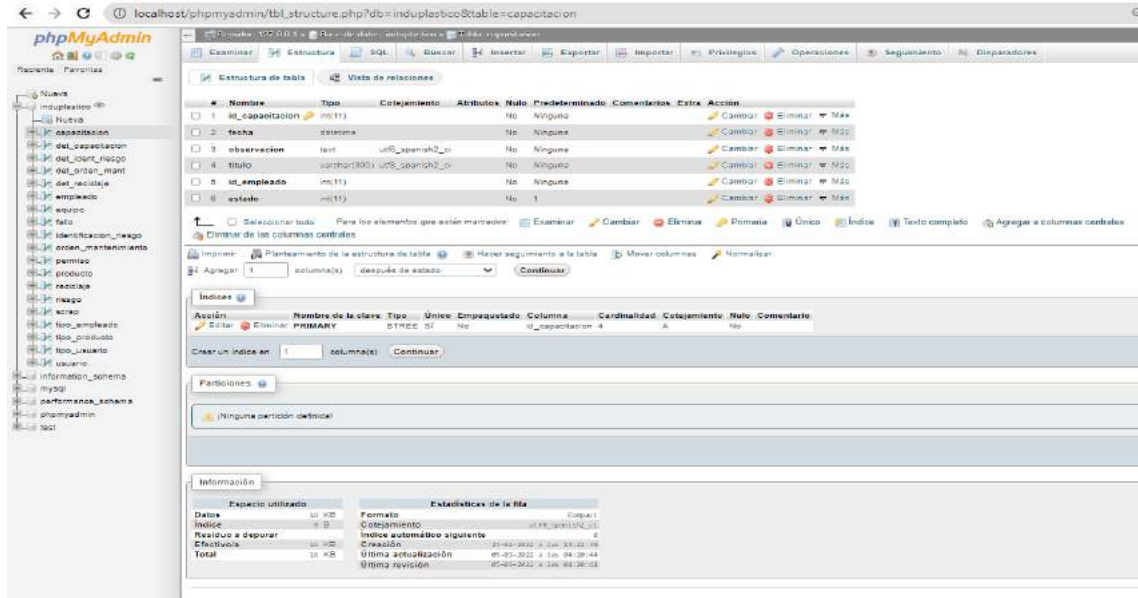 localhost/phpmyadmin/tbl_structure.php?db=induplastico&table=capacitacion
phpMyAdmin
Reciente Favoritas
Nueva
induplastico
Nueva
capacitacion
det_capacitacion
det_ident_riesgo
det_orden_mant
det_reciclaje
empleado
equipo
fallo
identificacion_riesgo
orden_mantenimiento
permiso
producto
reciclaje
riesgo
scrap
tipo_empleado
tipo_producto
tipo_usuario
usuario
information_schema
mysql
performance_schema
phpmyadmin
test
Examinar Estructura SQL Buscar Insertar Exportar Importar Privilegios Operaciones Seguimiento Disparadores
Estructura de tabla Vista de relaciones
# Nombre Tipo Cotejamiento Atributos Nulo Predeterminado Comentarios Extra Acción
1 id_capacitacion int(11) No Ninguna Cambiar Eliminar Más
2 fecha datetime No Ninguna Cambiar Eliminar Más
3 observacion text utf8_spanish2_ci No Ninguna Cambiar Eliminar Más
4 titulo varchar(800) utf8_spanish2_ci No Ninguna Cambiar Eliminar Más
5 id_empleado int(11) No Ninguna Cambiar Eliminar Más
6 estado int(11) No 1 Cambiar Eliminar Más
Seleccionar todo Para los elementos que están marcados: Examinar Cambiar Eliminar Primaria Único Índice Texto completo Agregar a columnas centrales
Eliminar de las columnas centrales
Imprimir Planteamiento de la estructura de tabla Hacer seguimiento a la tabla Mover columnas Normalizar
Agregar 1 columna(s) después de estado Continuar
Índices
Acción Nombre de la clave Tipo Único Empaquetado Columna Cardinalidad Cotejamiento Nulo Comentario
Editar Eliminar PRIMARY BTREE Sí No id_capacitacion 4 A No
Crear un índice en 1 columna(s) Continuar
Particiones
¡Ninguna partición definida!
Información
Espacio utilizado
Datos 16 KB
Índice 0 B
Residuo a depurar
Efectivo/a 16 KB
Total 16 KB
Estadísticas de la fila
Formato Compact
Cotejamiento utf8_spanish2_ci
Índice automático siguiente
Creación
Última actualización
Última revisión